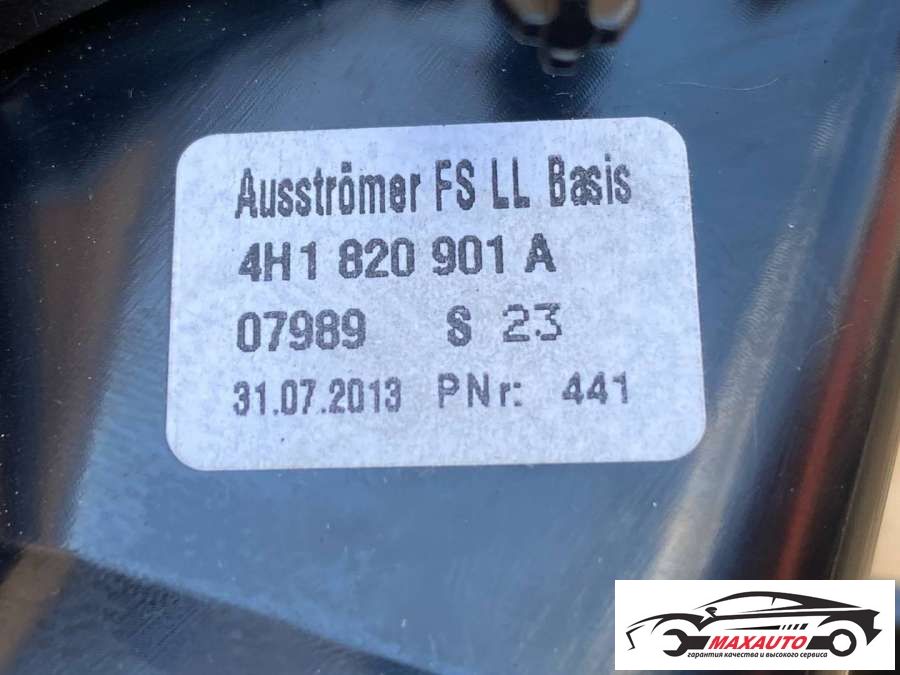 Ausströmer FS LL Basis
4H1 820 901 A
07989 S 23
31.07.2013 PNr: 441
MAXAUTO
гарантия качества и высокого сервиса